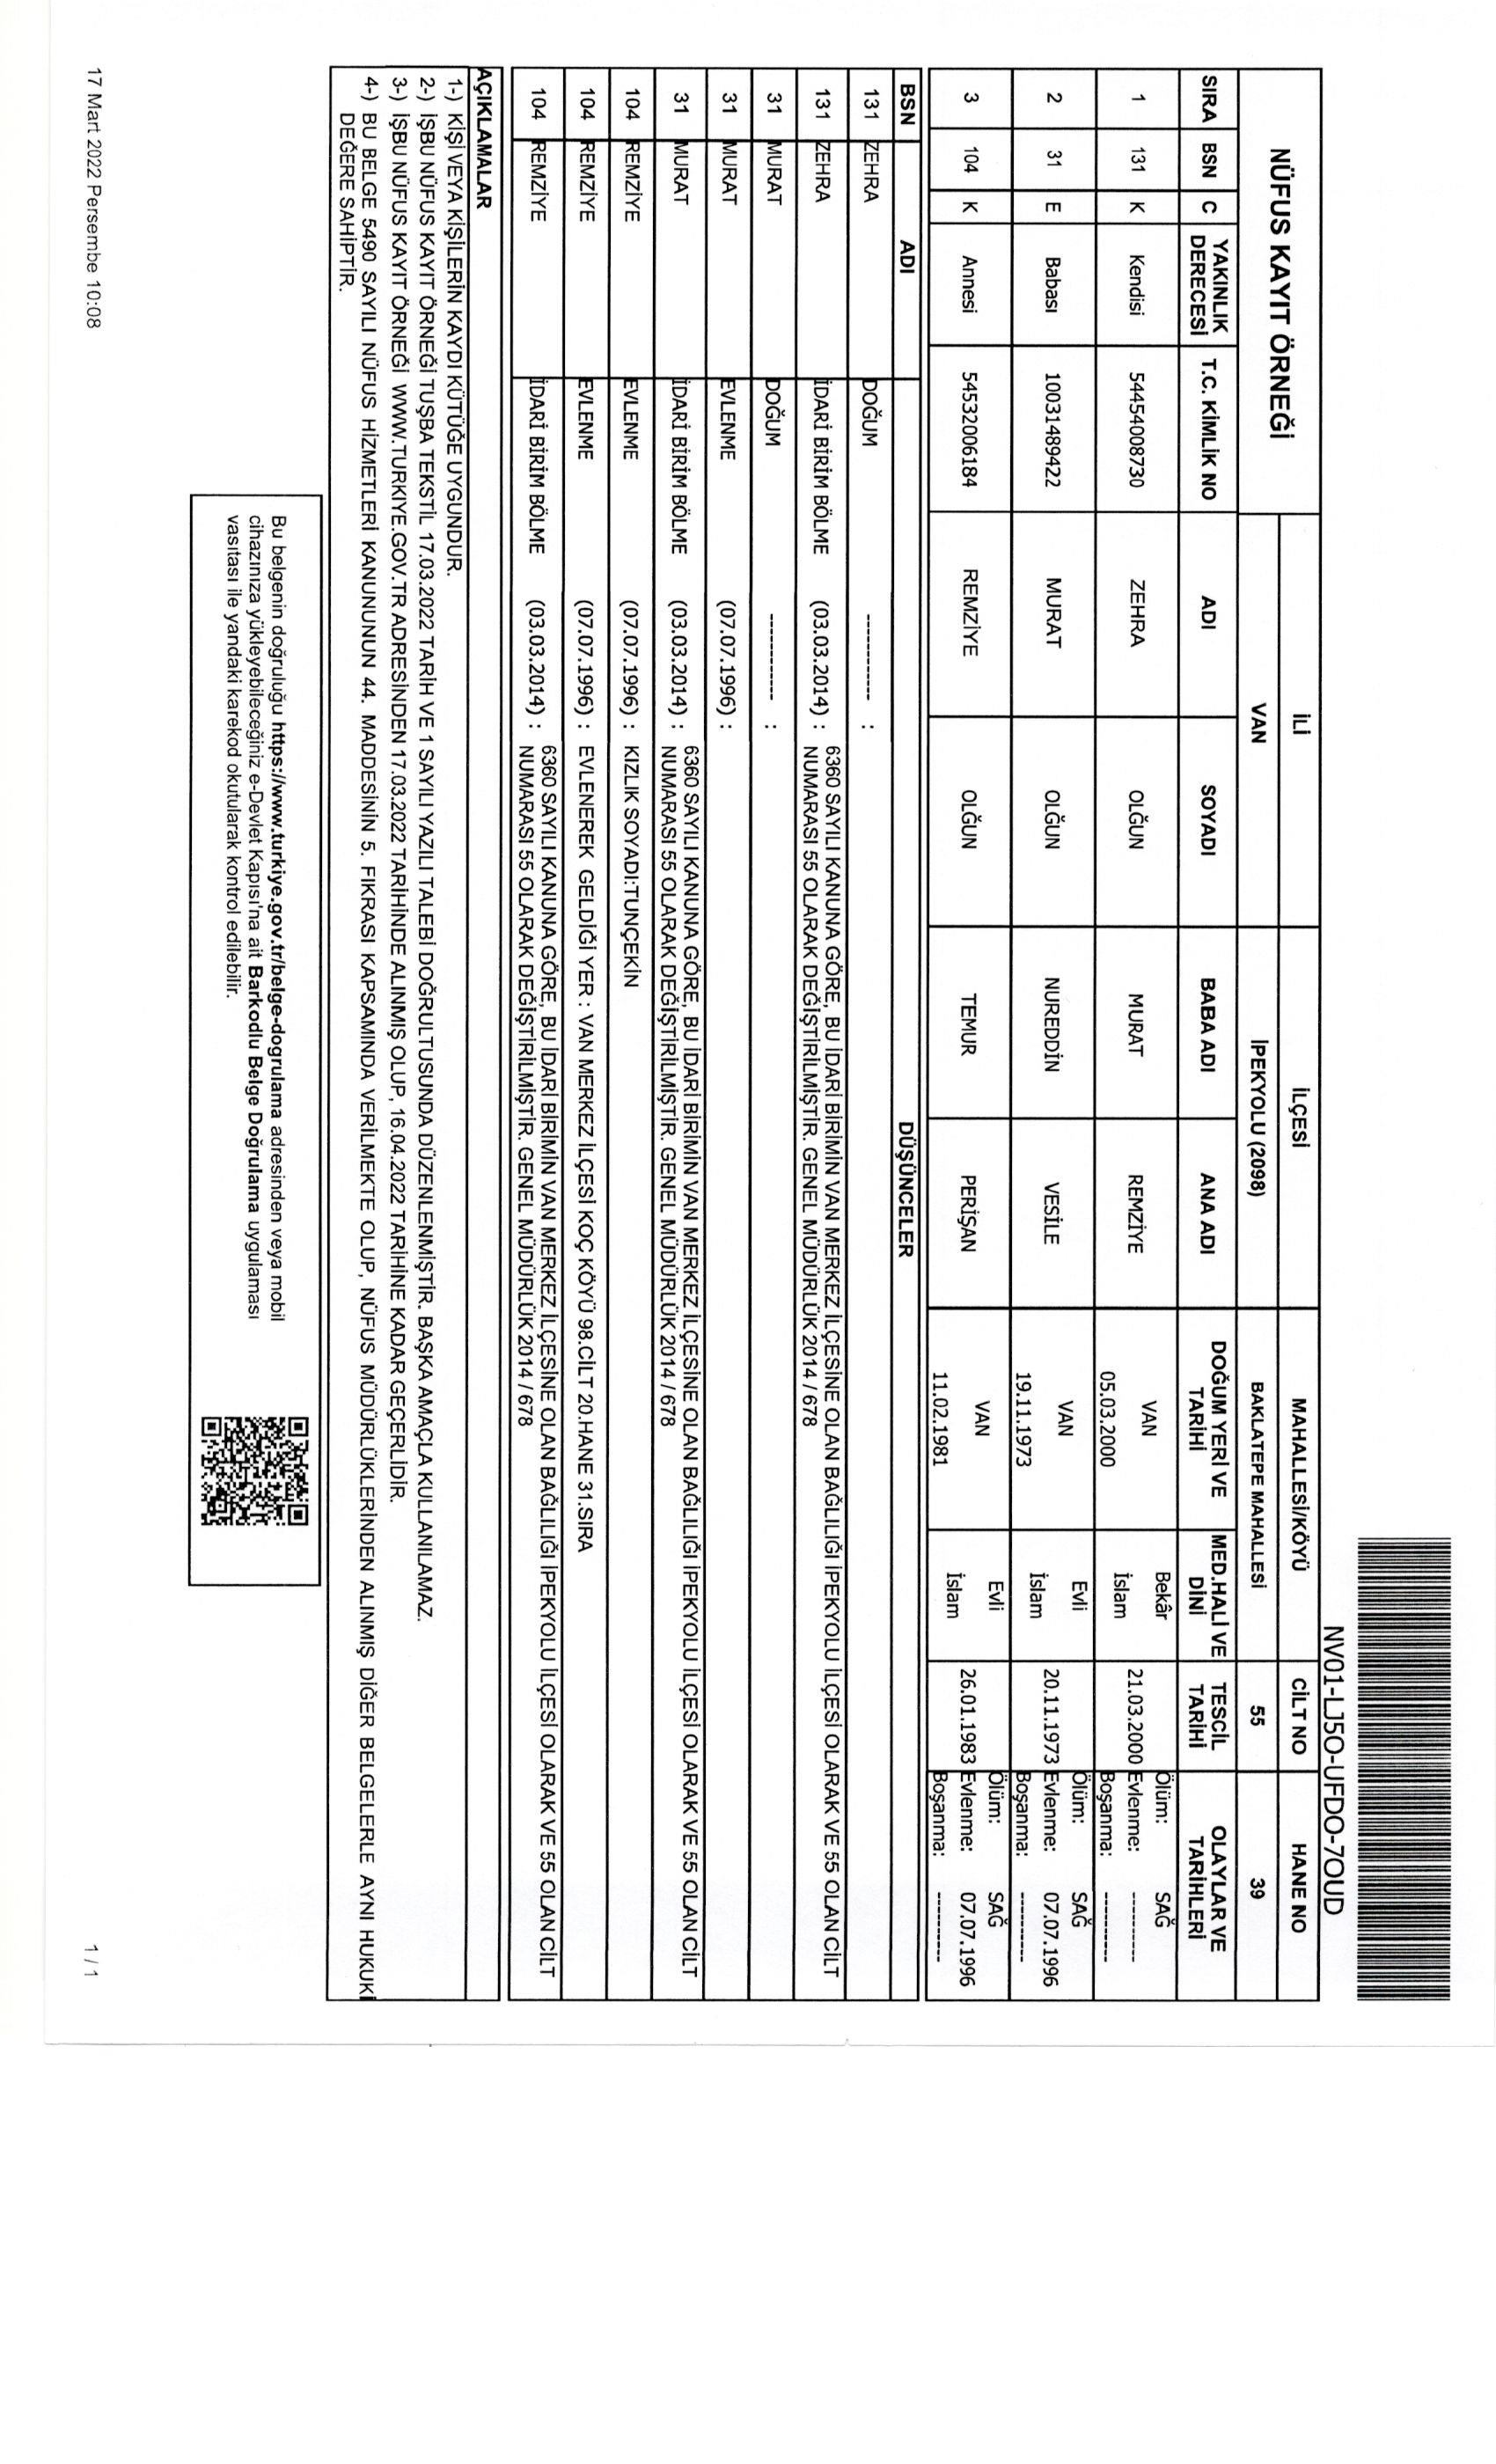 NV01-LJ5O-UFDO-7OUD
NÜFUS KAYIT ÖRNEĞİ İLİ İLÇESİ MAHALLESİ/KÖYÜ CİLT NO HANE NO
VAN İPEKYOLU (2098) BAKLATEPE MAHALLESİ 55 39
SIRA BSN C YAKINLIK DERECESİ T.C. KİMLİK NO ADI SOYADI BABA ADI ANA ADI DOĞUM YERİ VE TARİHİ MED.HALİ VE DİNİ TESCİL TARİHİ OLAYLAR VE TARİHLERİ
1 131 K Kendisi 54454008730 ZEHRA OLĞUN MURAT REMZİYE VAN 05.03.2000 Bekâr İslam 21.03.2000 Ölüm: SAĞ Evlenme: ---------- Boşanma: ----------
2 31 E Babası 10031489422 MURAT OLĞUN NUREDDİN VESİLE VAN 19.11.1973 Evli İslam 20.11.1973 Ölüm: SAĞ Evlenme: 07.07.1996 Boşanma: ----------
3 104 K Annesi 54532006184 REMZİYE OLĞUN TEMUR PERİŞAN VAN 11.02.1981 Evli İslam 26.01.1983 Ölüm: SAĞ Evlenme: 07.07.1996 Boşanma: ----------
BSN ADI DÜŞÜNCELER
131 ZEHRA DOĞUM ------------ :
131 ZEHRA İDARİ BİRİM BÖLME (03.03.2014) : 6360 SAYILI KANUNA GÖRE, BU İDARİ BİRİMİN VAN MERKEZ İLÇESİNE OLAN BAĞLILIĞI İPEKYOLU İLÇESİ OLARAK VE 55 OLAN CİLT
NUMARASI 55 OLARAK DEĞİŞTİRİLMİŞTİR. GENEL MÜDÜRLÜK 2014 / 678
31 MURAT DOĞUM ------------ :
31 MURAT EVLENME (07.07.1996) :
31 MURAT İDARİ BİRİM BÖLME (03.03.2014) : 6360 SAYILI KANUNA GÖRE, BU İDARİ BİRİMİN VAN MERKEZ İLÇESİNE OLAN BAĞLILIĞI İPEKYOLU İLÇESİ OLARAK VE 55 OLAN CİLT
NUMARASI 55 OLARAK DEĞİŞTİRİLMİŞTİR. GENEL MÜDÜRLÜK 2014 / 678
104 REMZİYE EVLENME (07.07.1996) : KIZLIK SOYADI:TUNÇEKİN
104 REMZİYE EVLENME (07.07.1996) : EVLENEREK GELDİĞİ YER : VAN MERKEZ İLÇESİ KOÇ KÖYÜ 98.CİLT 20.HANE 31.SIRA
104 REMZİYE İDARİ BİRİM BÖLME (03.03.2014) : 6360 SAYILI KANUNA GÖRE, BU İDARİ BİRİMİN VAN MERKEZ İLÇESİNE OLAN BAĞLILIĞI İPEKYOLU İLÇESİ OLARAK VE 55 OLAN CİLT
NUMARASI 55 OLARAK DEĞİŞTİRİLMİŞTİR. GENEL MÜDÜRLÜK 2014 / 678
AÇIKLAMALAR
1-) KİŞİ VEYA KİŞİLERİN KAYDI KÜTÜĞE UYGUNDUR.
2-) İŞBU NÜFUS KAYIT ÖRNEĞİ TUŞBA TEKSTİL 17.03.2022 TARİH VE 1 SAYILI YAZILI TALEBİ DOĞRULTUSUNDA DÜZENLENMİŞTİR. BAŞKA AMAÇLA KULLANILAMAZ.
3-) İŞBU NÜFUS KAYIT ÖRNEĞİ WWW.TURKIYE.GOV.TR ADRESİNDEN 17.03.2022 TARİHİNDE ALINMIŞ OLUP, 16.04.2022 TARİHİNE KADAR GEÇERLİDİR.
4-) BU BELGE 5490 SAYILI NÜFUS HİZMETLERİ KANUNUNUN 44. MADDESİNİN 5. FIKRASI KAPSAMINDA VERİLMEKTE OLUP, NÜFUS MÜDÜRLÜKLERİNDEN ALINMIŞ DİĞER BELGELERLE AYNI HUKUKİ
DEĞERE SAHİPTİR.
Bu belgenin doğruluğu https://www.turkiye.gov.tr/belge-dogrulama adresinden veya mobil
cihazınıza yükleyebileceğiniz e-Devlet Kapısı'na ait Barkodlu Belge Doğrulama uygulaması
vasıtası ile yandaki karekod okutularak kontrol edilebilir.
17 Mart 2022 Persembe 10:08
1 / 1